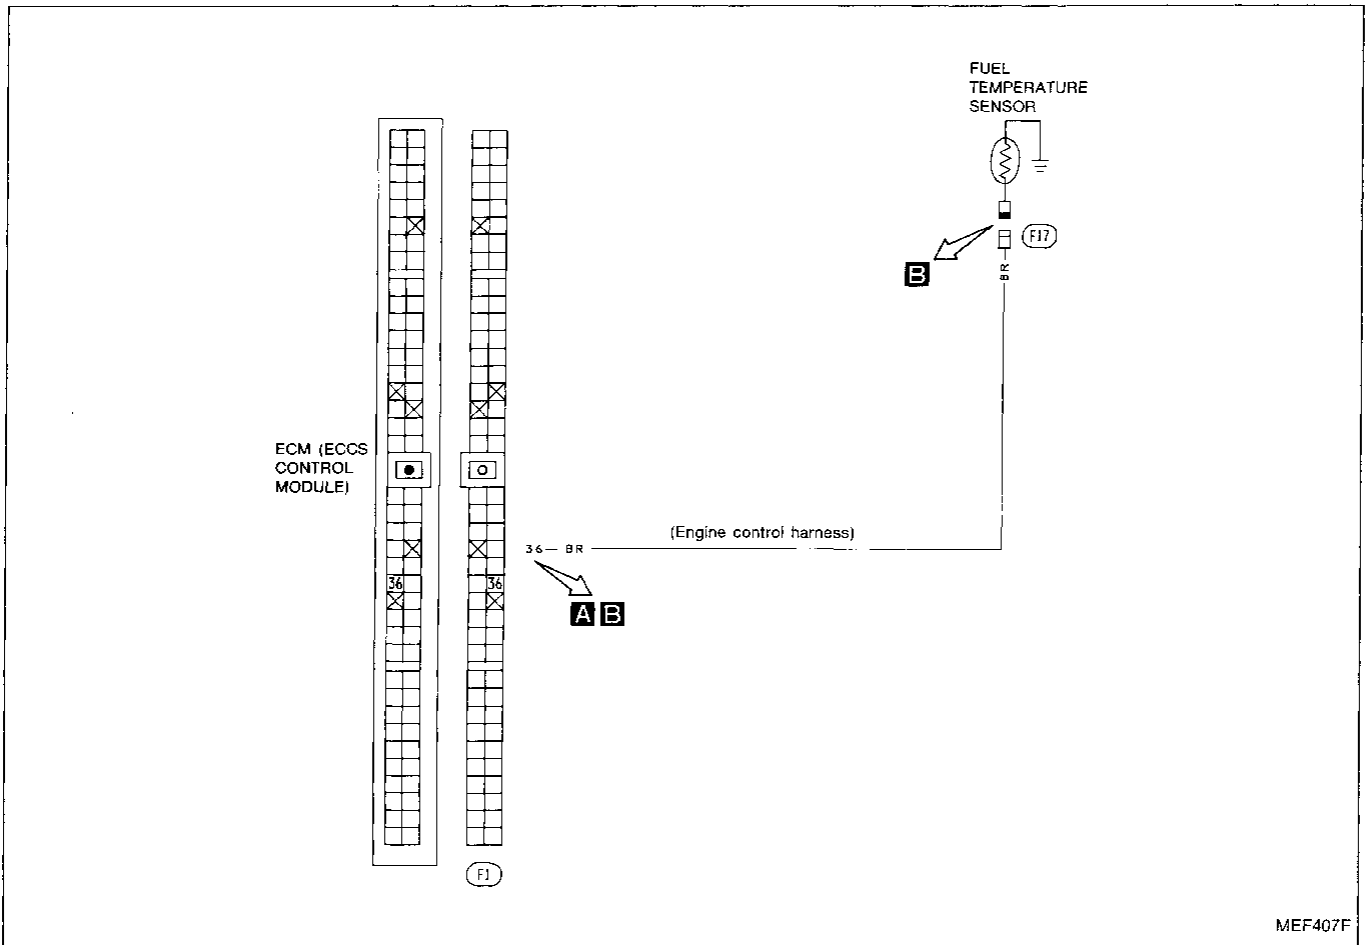 FUEL
TEMPERATURE
SENSOR
F17
B
BR
ECM (ECCS
CONTROL
MODULE)
(Engine control harness)
36 BR
36
36
A B
F1
MEF407F